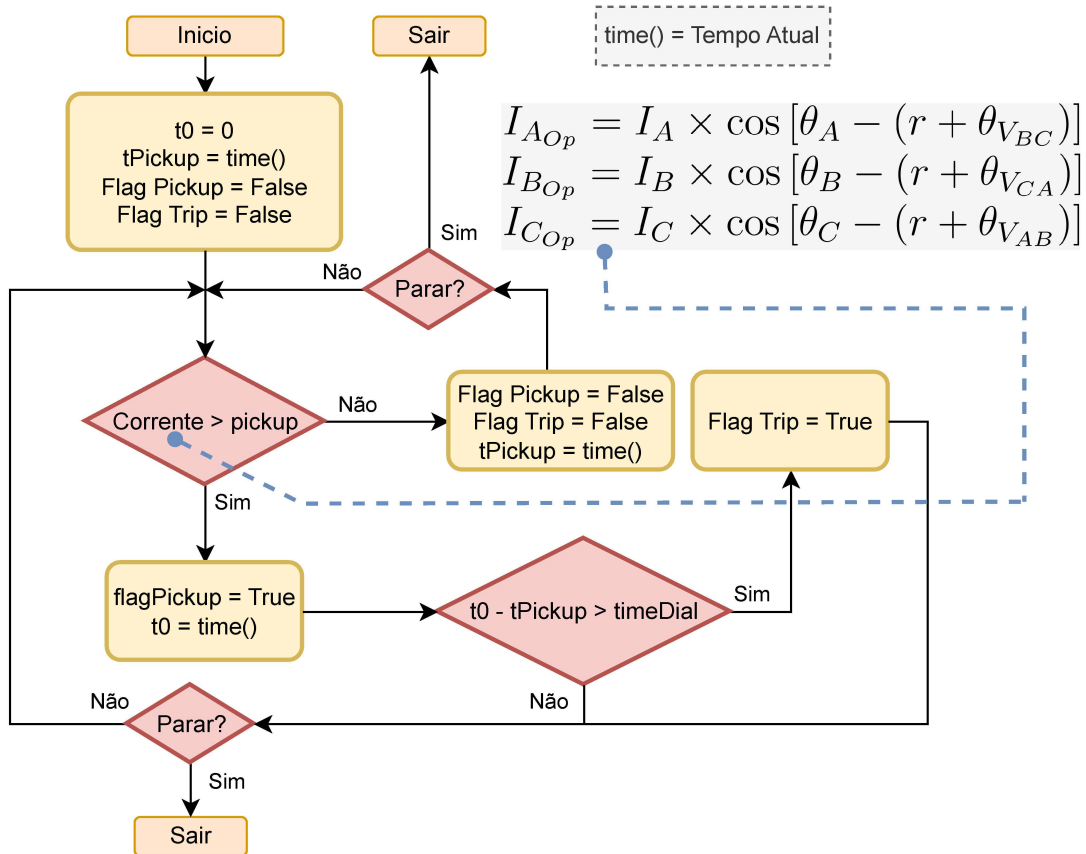 Inicio
Sair
time() = Tempo Atual
t0 = 0
tPickup = time()
Flag Pickup = False
Flag Trip = False
I_{A_{Op}} = I_A × cos [θ_A − (r + θ_{V_{BC}})]
I_{B_{Op}} = I_B × cos [θ_B − (r + θ_{V_{CA}})]
I_{C_{Op}} = I_C × cos [θ_C − (r + θ_{V_{AB}})]
Sim
Não
Parar?
Corrente > pickup
Não
Flag Pickup = False
Flag Trip = False
tPickup = time()
Flag Trip = True
Sim
flagPickup = True
t0 = time()
t0 - tPickup > timeDial
Sim
Não
Não
Parar?
Sim
Sair